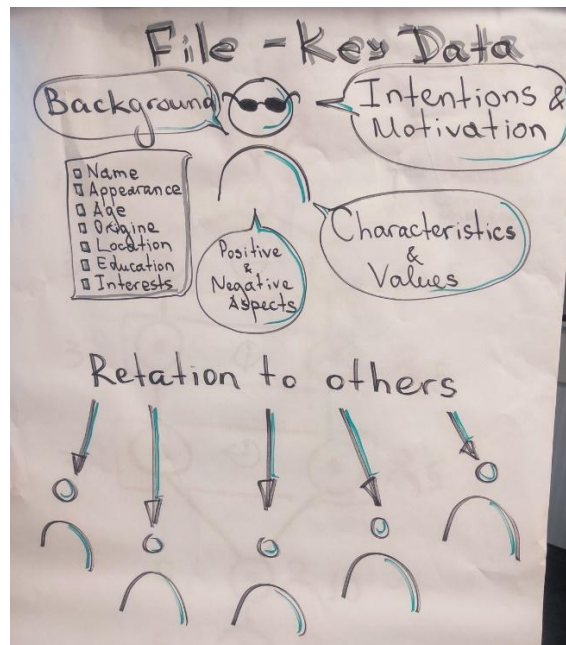 File - Key Data
Background
Intentions &
Motivation
Name
Appearance
Age
Origine
Location
Education
Interests
Positive
&
Negative
Aspects
Characteristics
&
Values
Relation to others